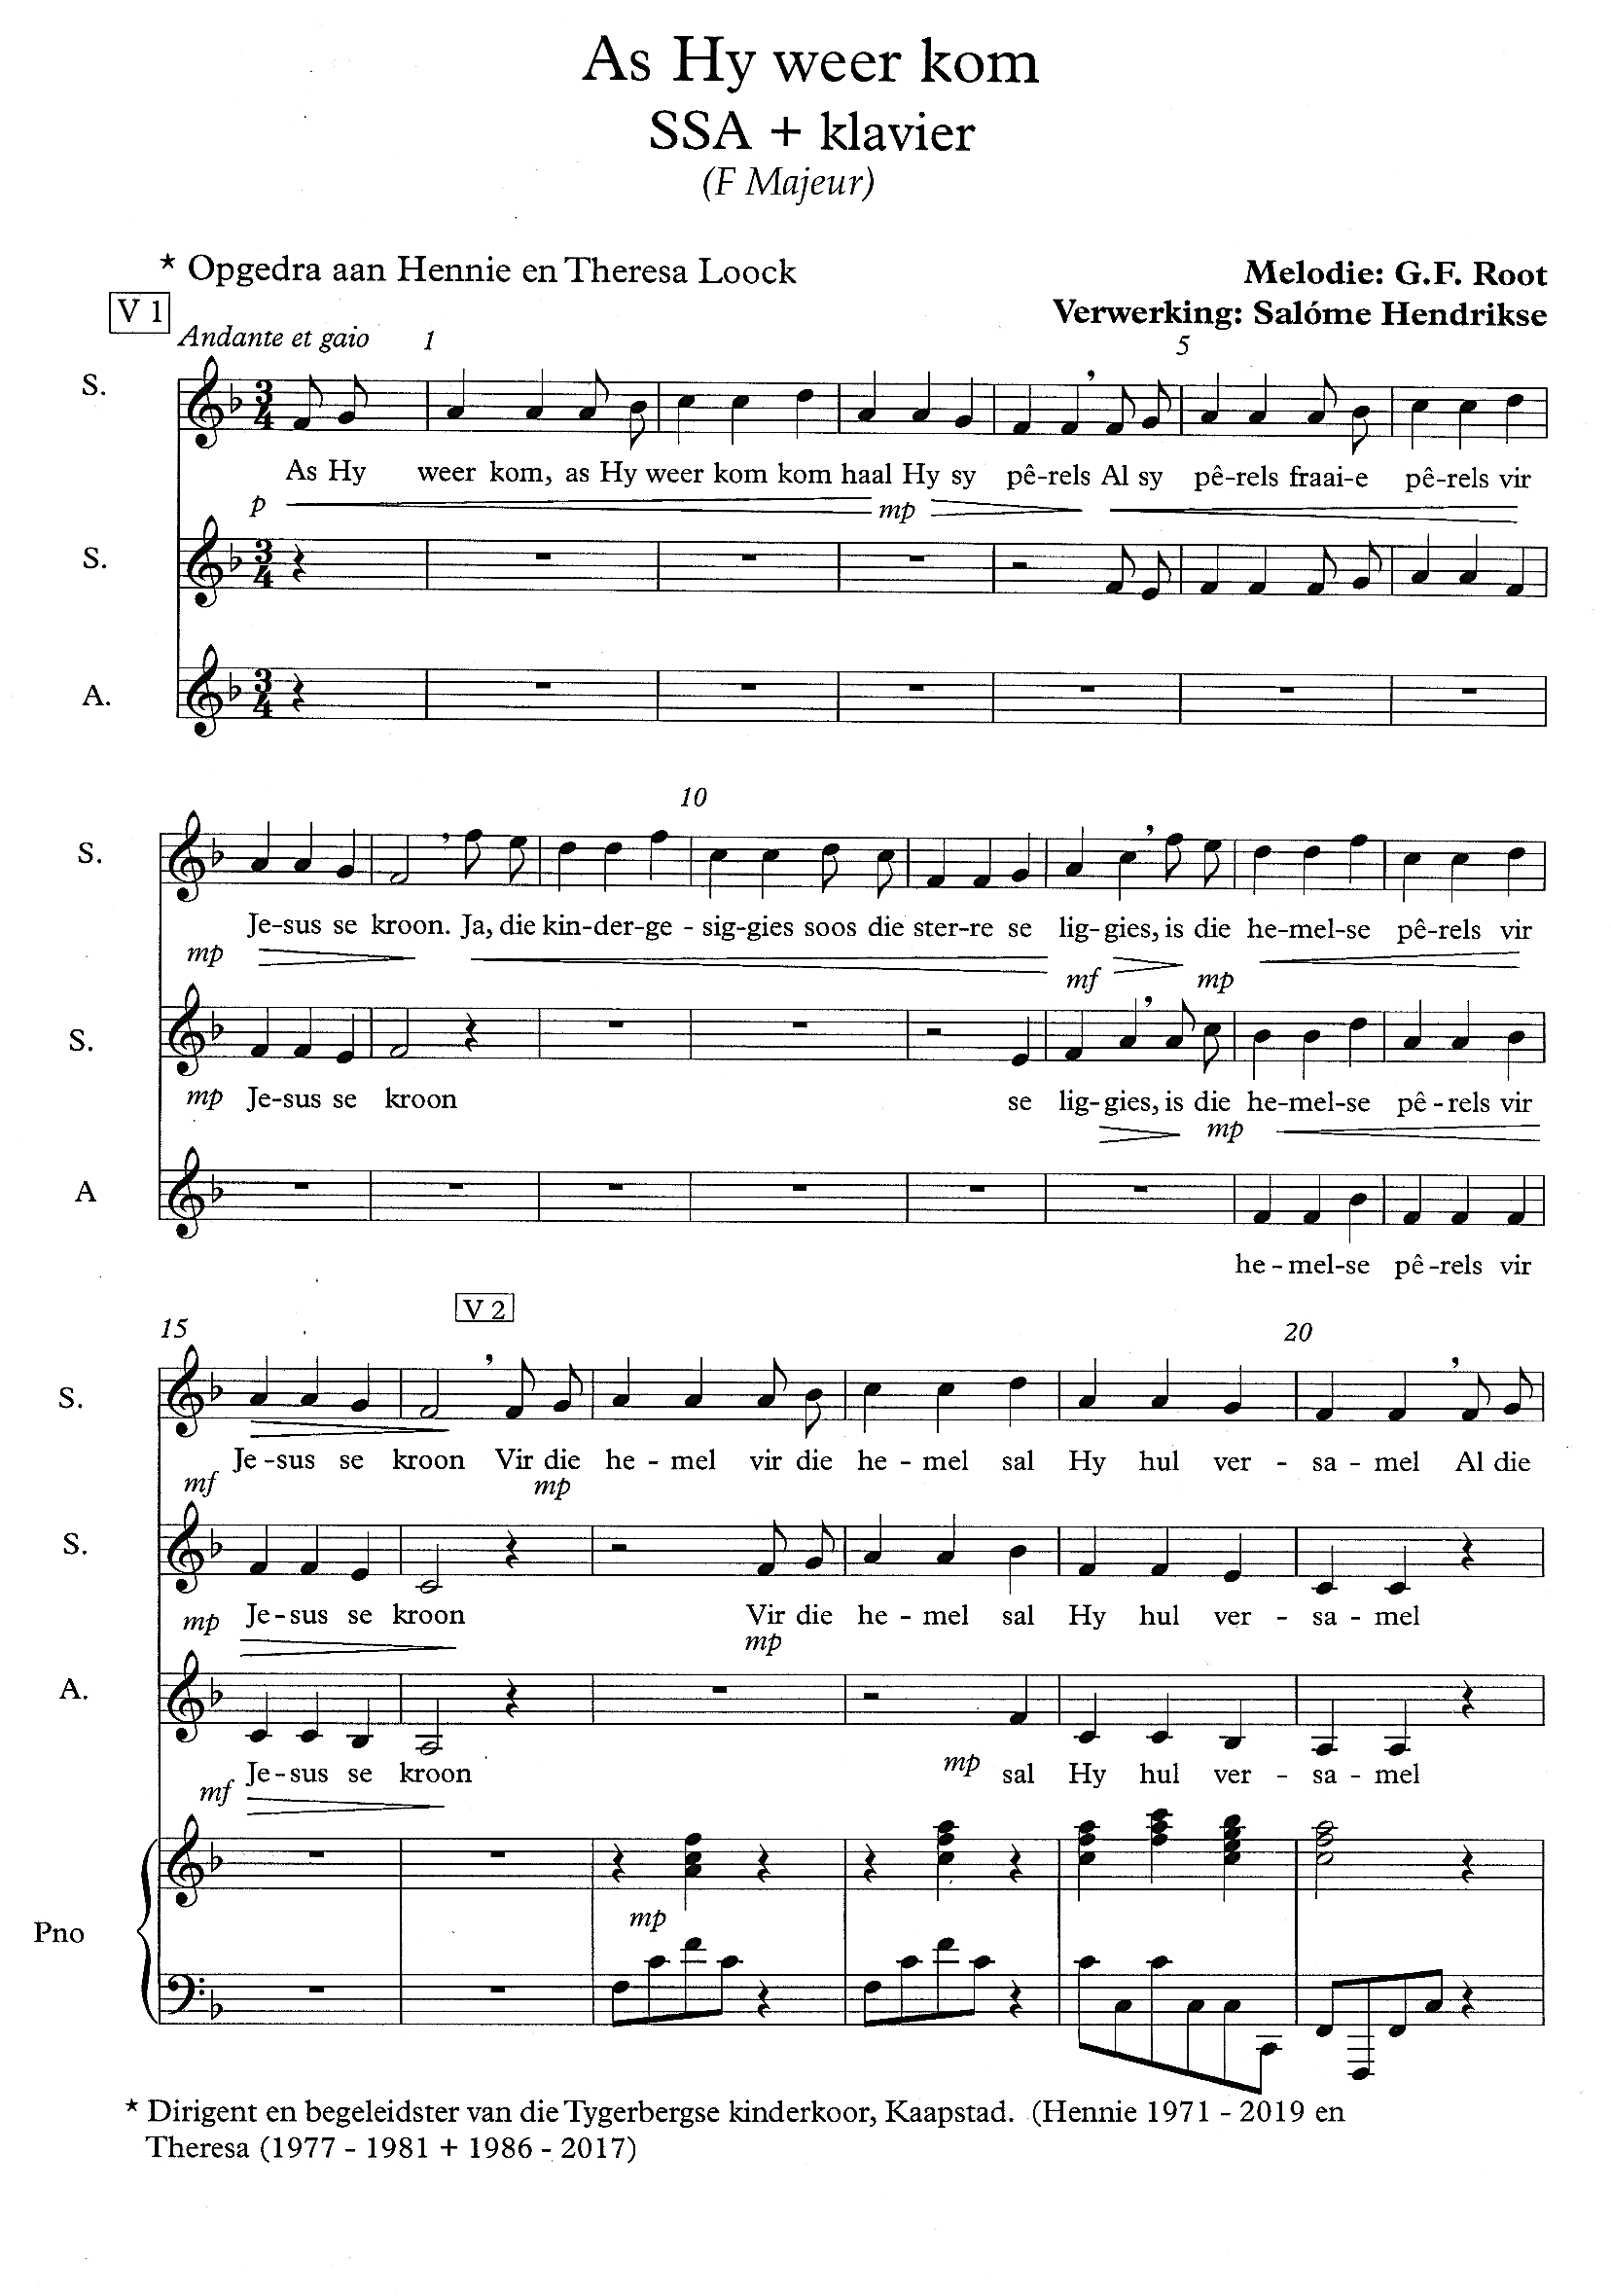 As Hy weer kom
SSA + klavier
(F Majeur)
* Opgedra aan Hennie en Theresa Loock
Melodie: G.F. Root
V 1
Verwerking: Salóme Hendrikse
Andante et gaio
1
5
S.
As Hy weer kom, as Hy weer kom kom haal Hy sy pê-rels Al sy pê-rels fraai-e pê-rels vir
p
mp
S.
A.
10
S.
Je-sus se kroon. Ja, die kin-der-ge - sig-gies soos die ster-re se lig-gies, is die he-mel-se pê-rels vir
mp
mf
mp
S.
mp
Je-sus se kroon se lig-gies, is die he-mel-se pê-rels vir
mp
A
he-mel-se pê-rels vir
15
V 2
20
S.
Je-sus se kroon Vir die he - mel vir die he - mel sal Hy hul ver - sa - mel Al die
mf
mp
S.
mp
Je-sus se kroon Vir die he - mel sal Hy hul ver - sa - mel
mp
A.
mf
Je-sus se kroon sal Hy hul ver - sa - mel
mp
Pno
mp
* Dirigent en begeleidster van die Tygerbergse kinderkoor, Kaapstad. (Hennie 1971 - 2019 en
Theresa (1977 - 1981 + 1986 - 2017)